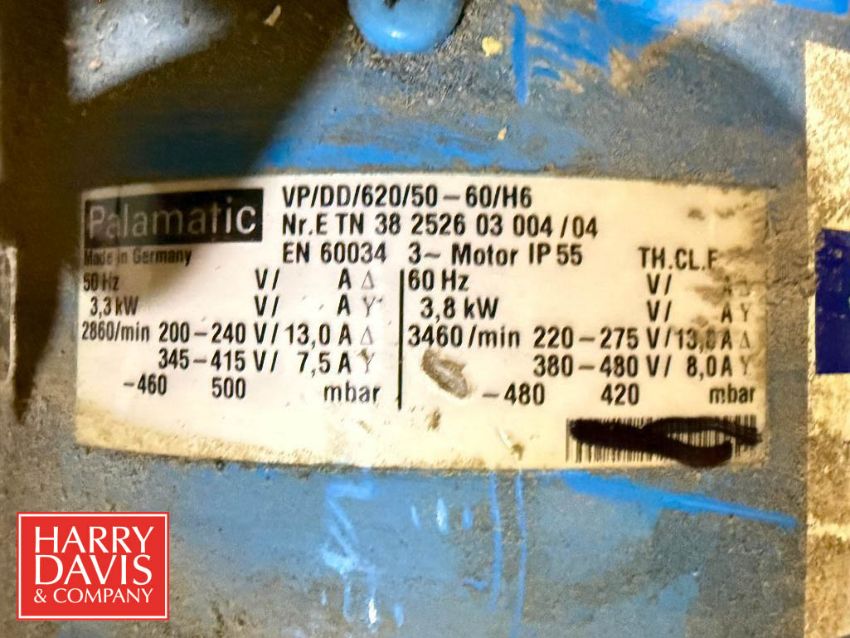 Palamatic
VP/DD/620/50-60/H6
Nr.E TN 38 2526 03 004/04
Made in Germany
EN 60034 3~ Motor IP 55 TH.CL.F
50 Hz V/ A Δ
3,3 kW V/ A Y
2860/min 200-240 V/ 13,0 A Δ
345-415 V/ 7,5 A Y
-460 500 mbar
60 Hz V/ A Δ
3,8 kW V/ A Y
3460/min 220-275 V/ 13,0 A Δ
380-480 V/ 8,0 A Y
-480 420 mbar
HARRY
DAVIS
& COMPANY